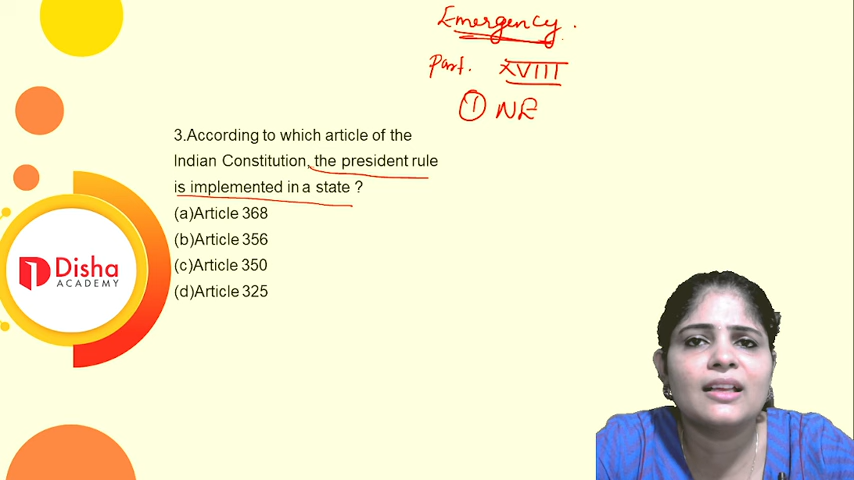 Emergency.
Part. XVIII
① NE
3.According to which article of the
Indian Constitution, the president rule
is implemented in a state ?
(a)Article 368
(b)Article 356
(c)Article 350
(d)Article 325
Disha
ACADEMY